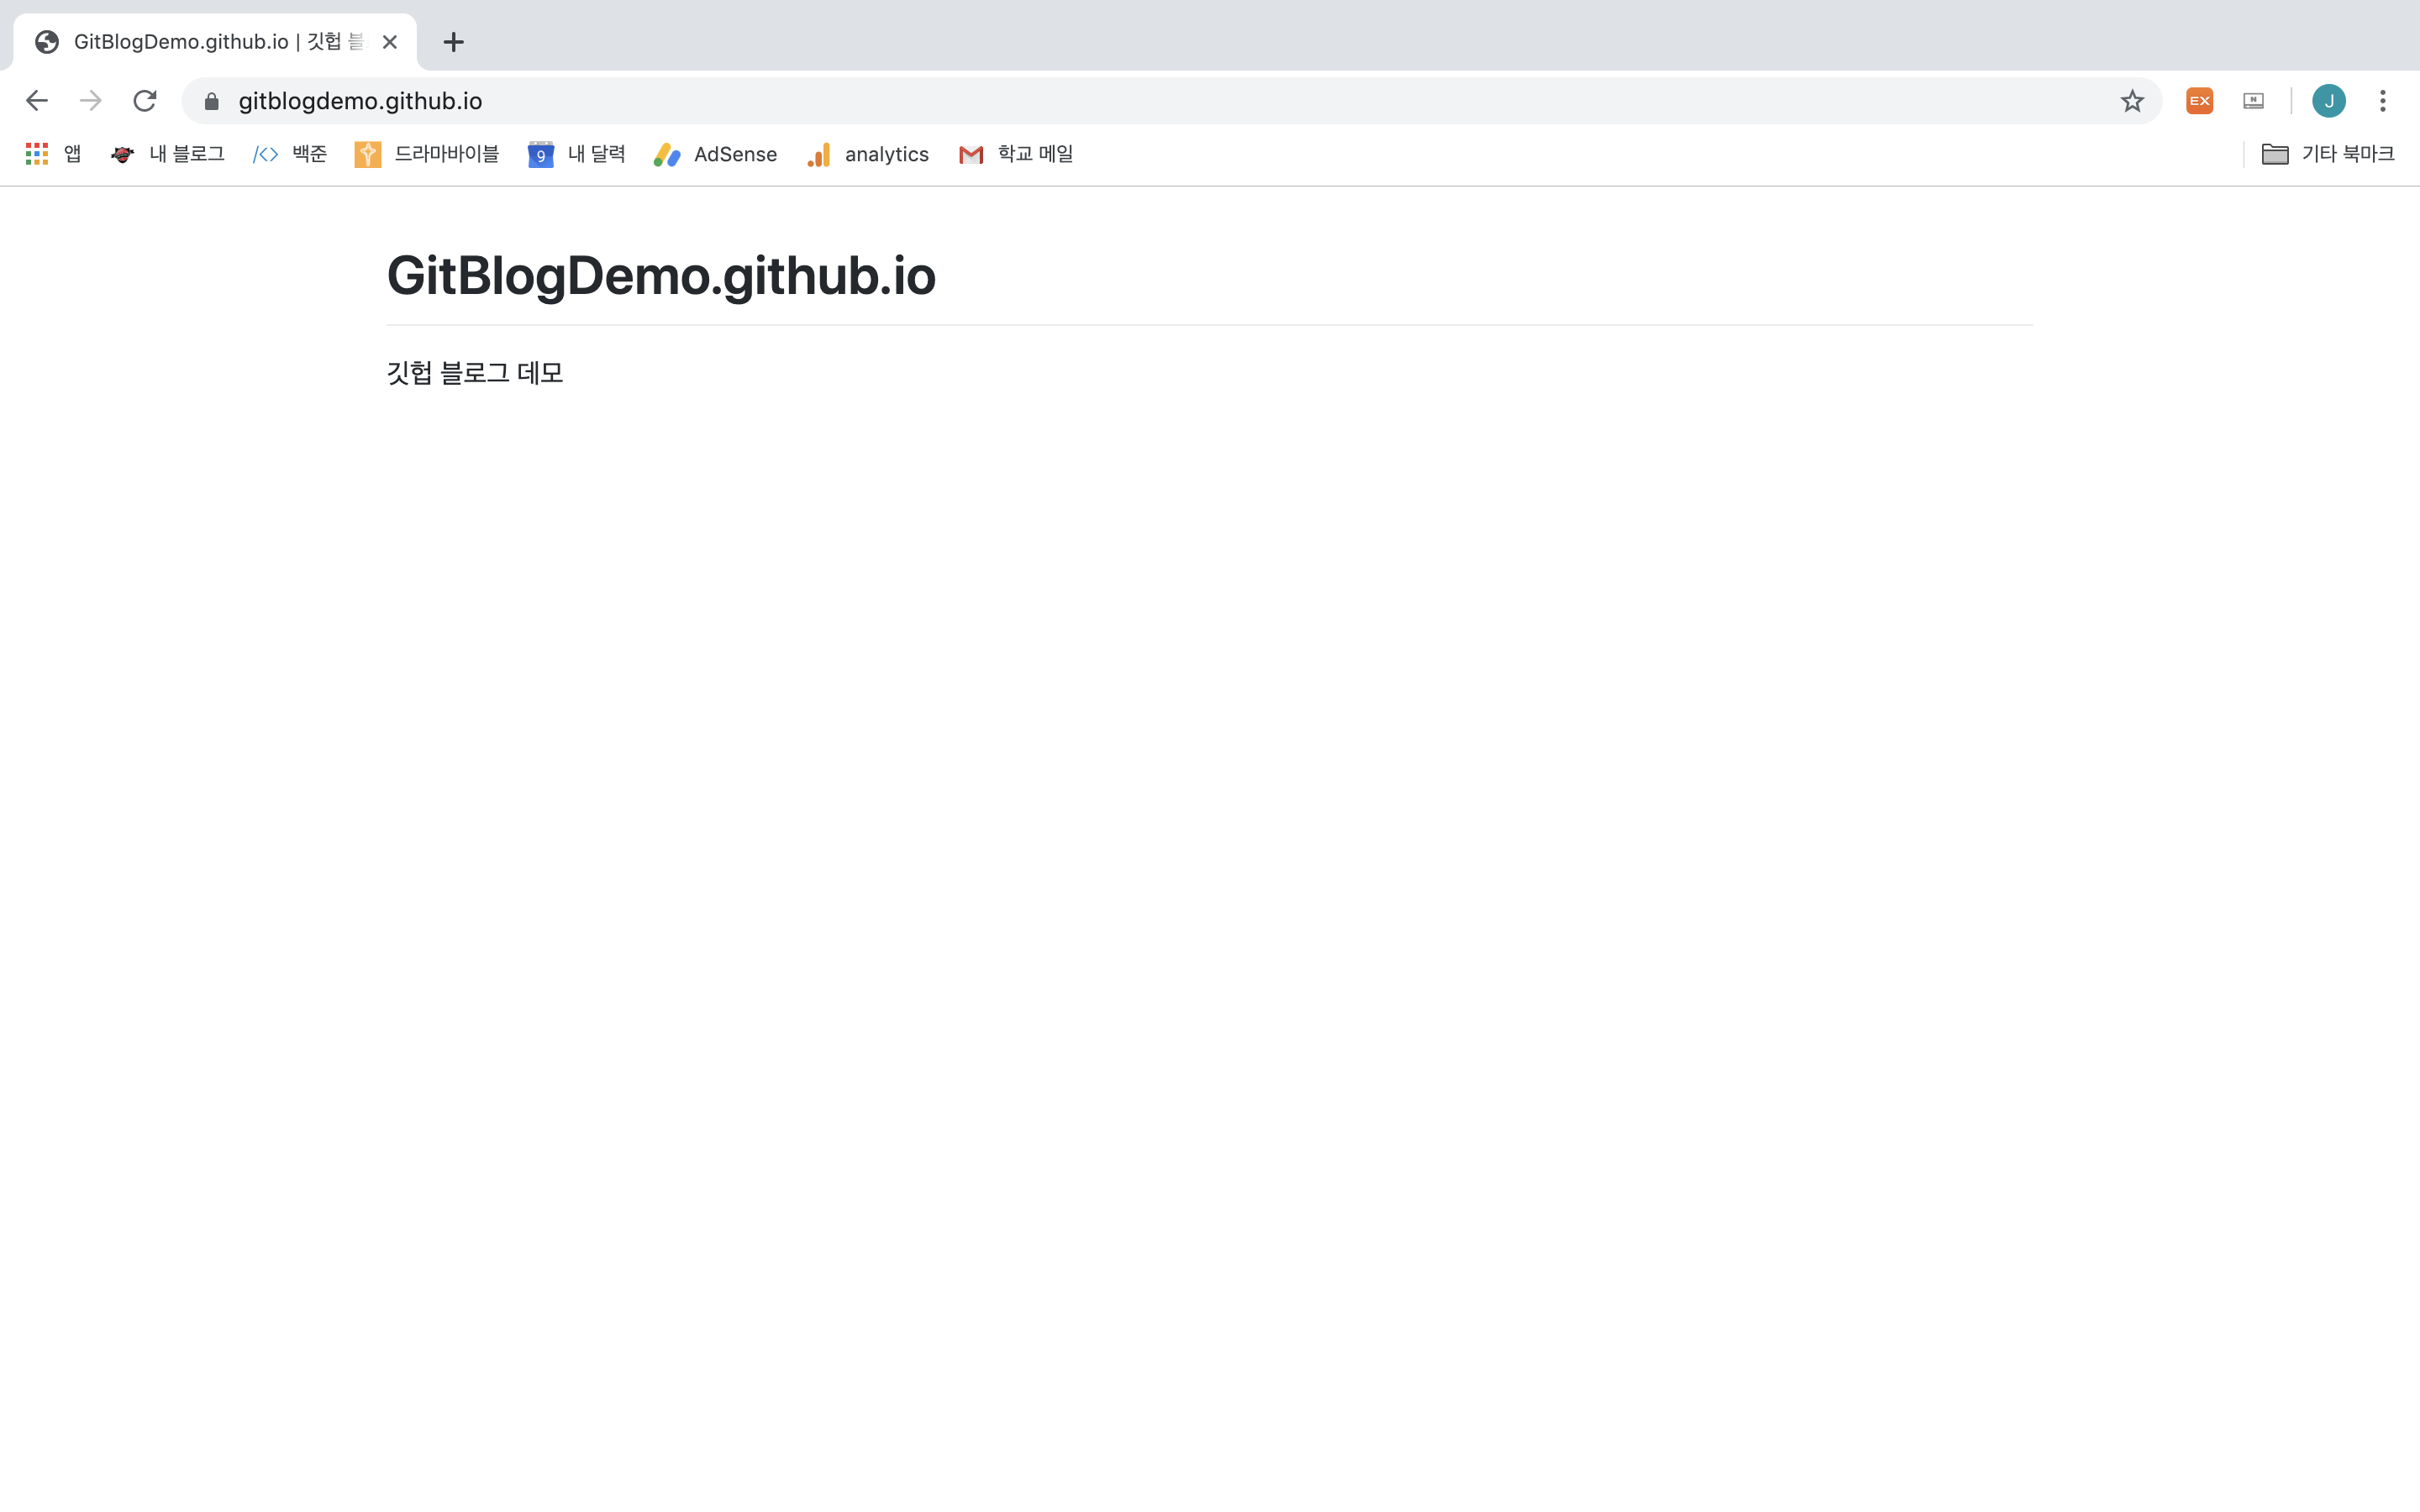 GitBlogDemo.github.io | 깃헙 블
gitblogdemo.github.io
EX
N
J
앱 내 블로그 백준 드라마바이블 9 내 달력 AdSense analytics 학교 메일 기타 북마크
GitBlogDemo.github.io
깃헙 블로그 데모